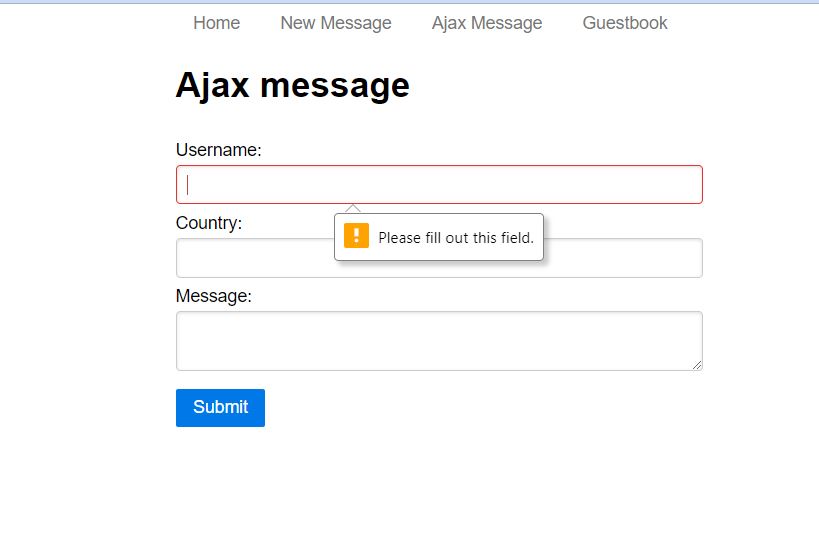 Home New Message Ajax Message Guestbook
Ajax message
Username:
Please fill out this field.
Country:
Message:
Submit